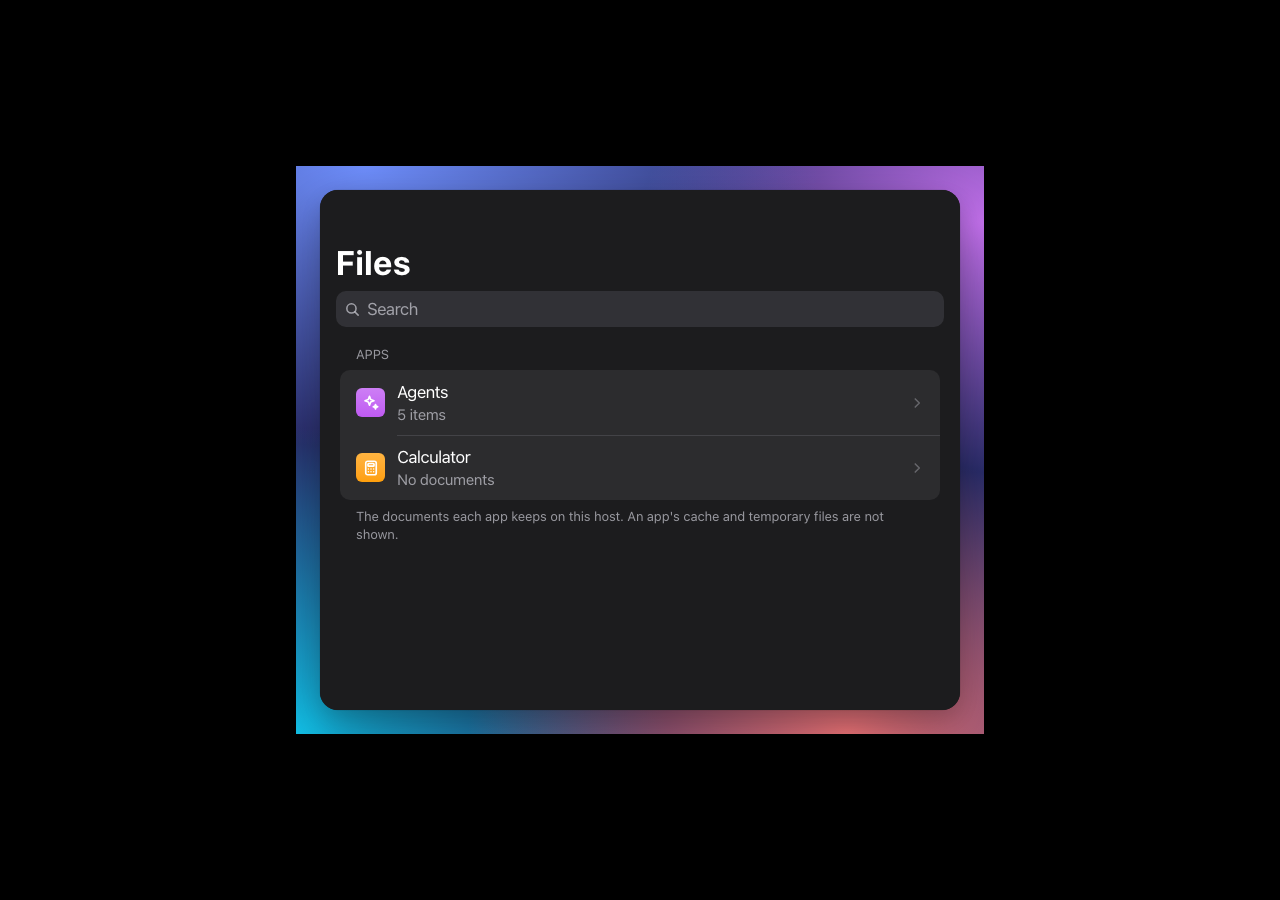 Files
Search
APPS
Agents
5 items
Calculator
No documents
The documents each app keeps on this host. An app's cache and temporary files are not
shown.